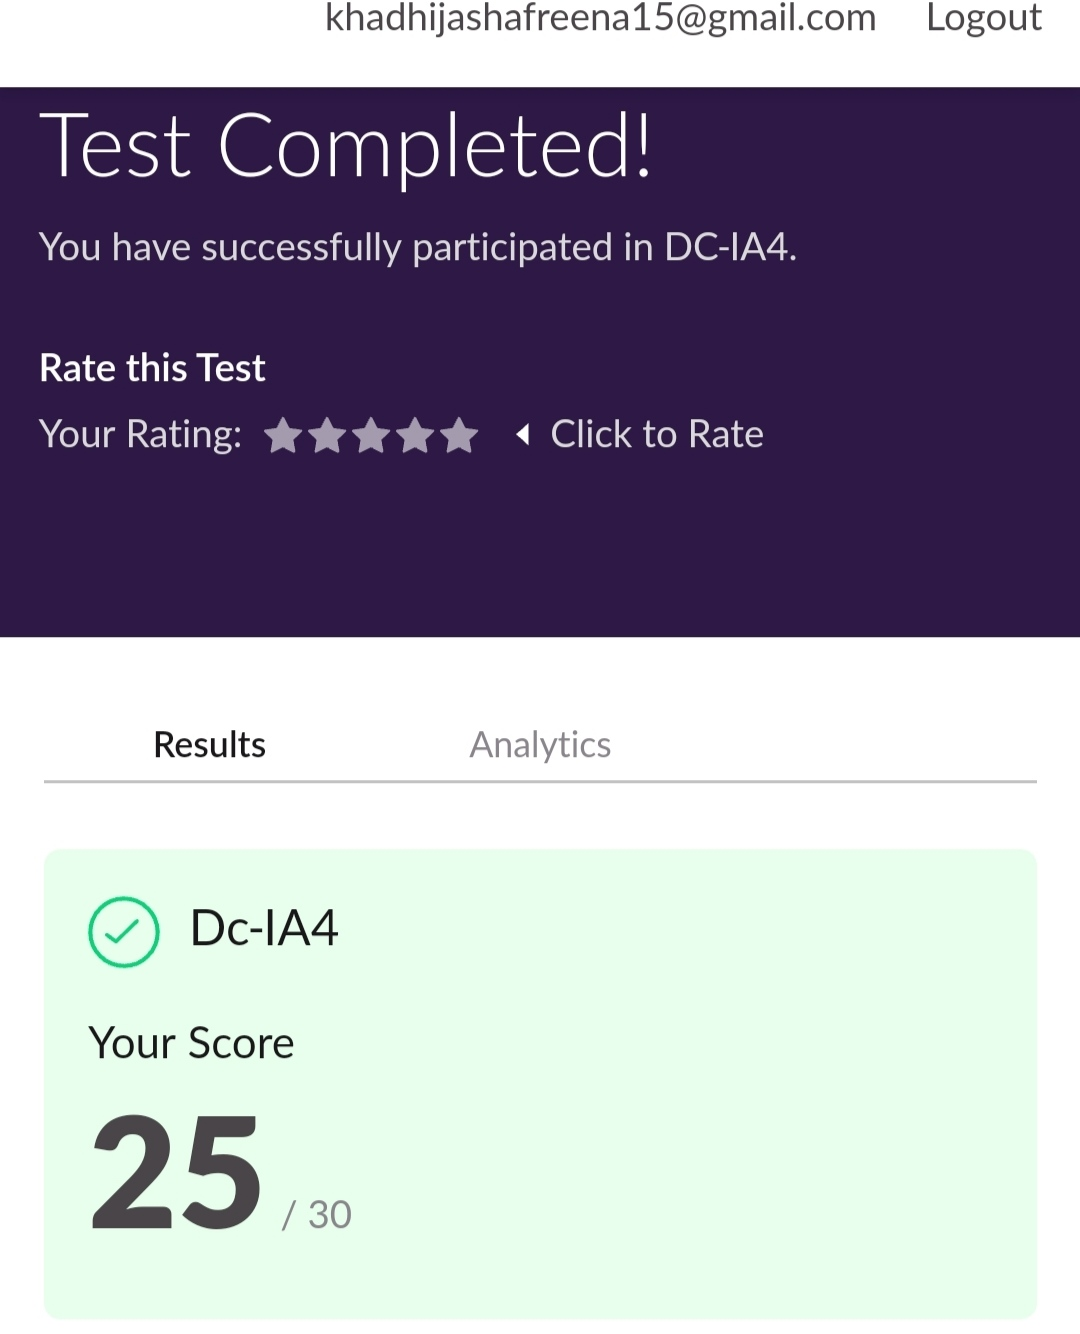 khadhijashafreena15@gmail.com Logout
Test Completed!
You have successfully participated in DC-IA4.
Rate this Test
Your Rating: Click to Rate
Results Analytics
Dc-IA4
Your Score
25 / 30